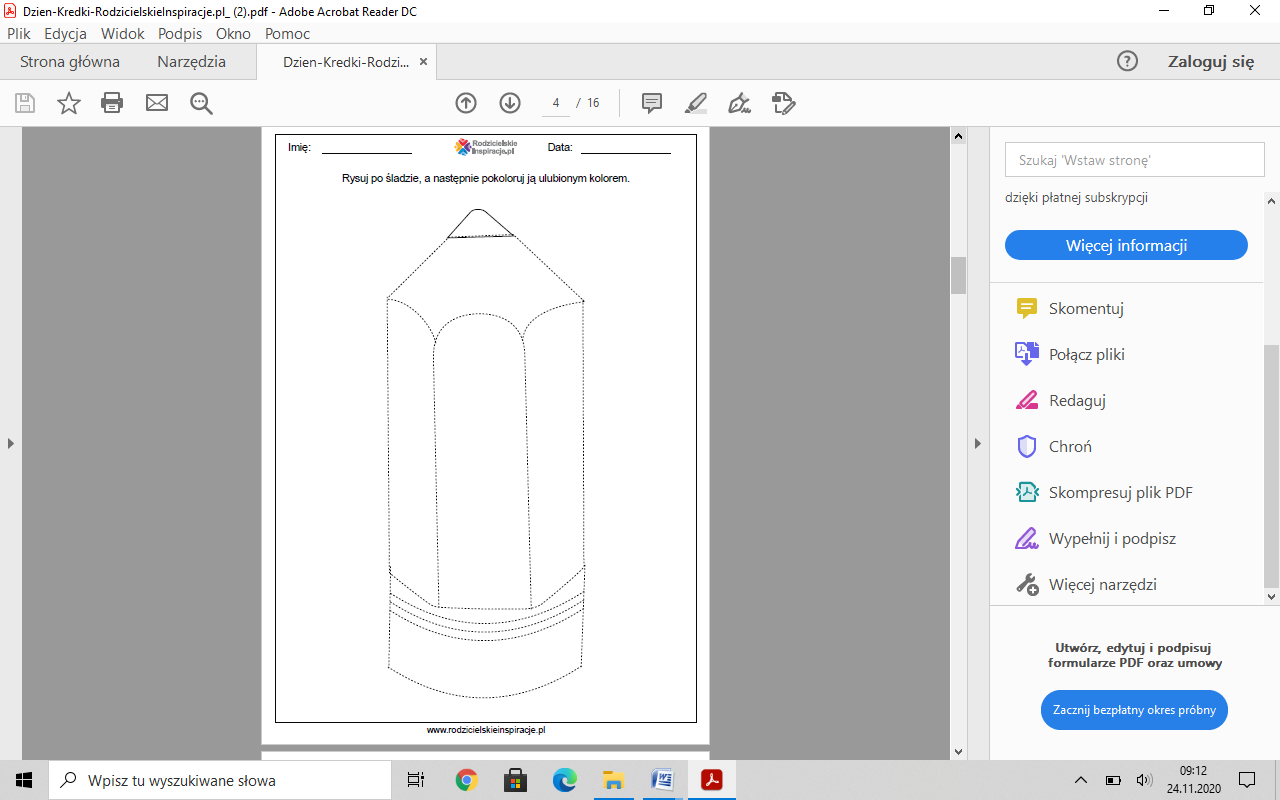 Dzien-Kredki-RodzicielskieInspiracje.pl_ (2).pdf - Adobe Acrobat Reader DC
Plik Edycja Widok Podpis Okno Pomoc
Strona główna Narzędzia Dzien-Kredki-Rodzi... × Zaloguj się
4 / 16
Imię: Rodzicielskie Inspiracje.pl Data:
Rysuj po śladzie, a następnie pokoloruj ją ulubionym kolorem.
www.rodzicielskieinspiracje.pl
Szukaj 'Wstaw stronę'
dzięki płatnej subskrypcji
Więcej informacji
Skomentuj
Połącz pliki
Redaguj
Chroń
Skompresuj plik PDF
Wypełnij i podpisz
Więcej narzędzi
Utwórz, edytuj i podpisuj
formularze PDF oraz umowy
Zacznij bezpłatny okres próbny
Wpisz tu wyszukiwane słowa
09:12
24.11.2020